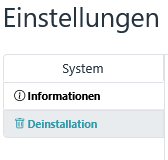 Einstellungen
System
Informationen
Deinstallation